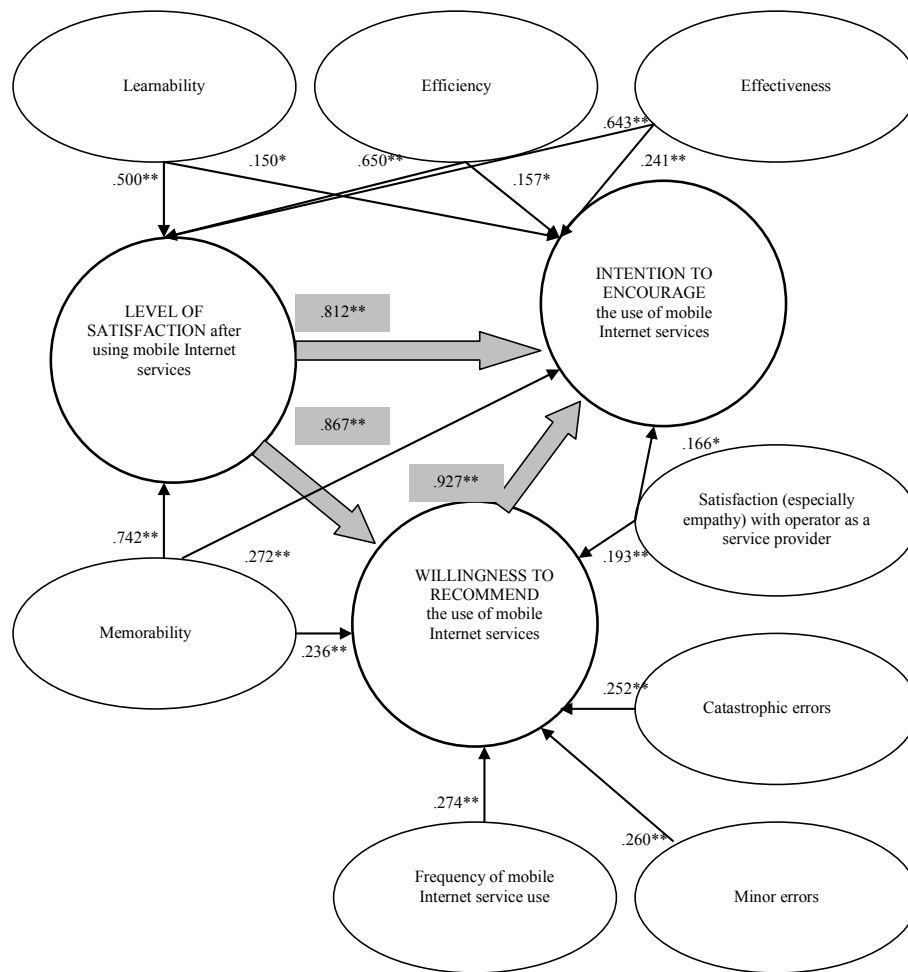 Learnability
Efficiency
Effectiveness
.643**
.150*
.650**
.241**
.500**
.157*
LEVEL OF
SATISFACTION after
using mobile Internet
services
INTENTION TO
ENCOURAGE
the use of mobile
Internet services
.812**
.867**
.927**
.166*
Satisfaction (especially
empathy) with operator as a
service provider
.742**
.272**
.193**
WILLINGNESS TO
RECOMMEND
the use of mobile
Internet services
Memorability
.236**
.252**
Catastrophic errors
.274**
.260**
Frequency of mobile
Internet service use
Minor errors